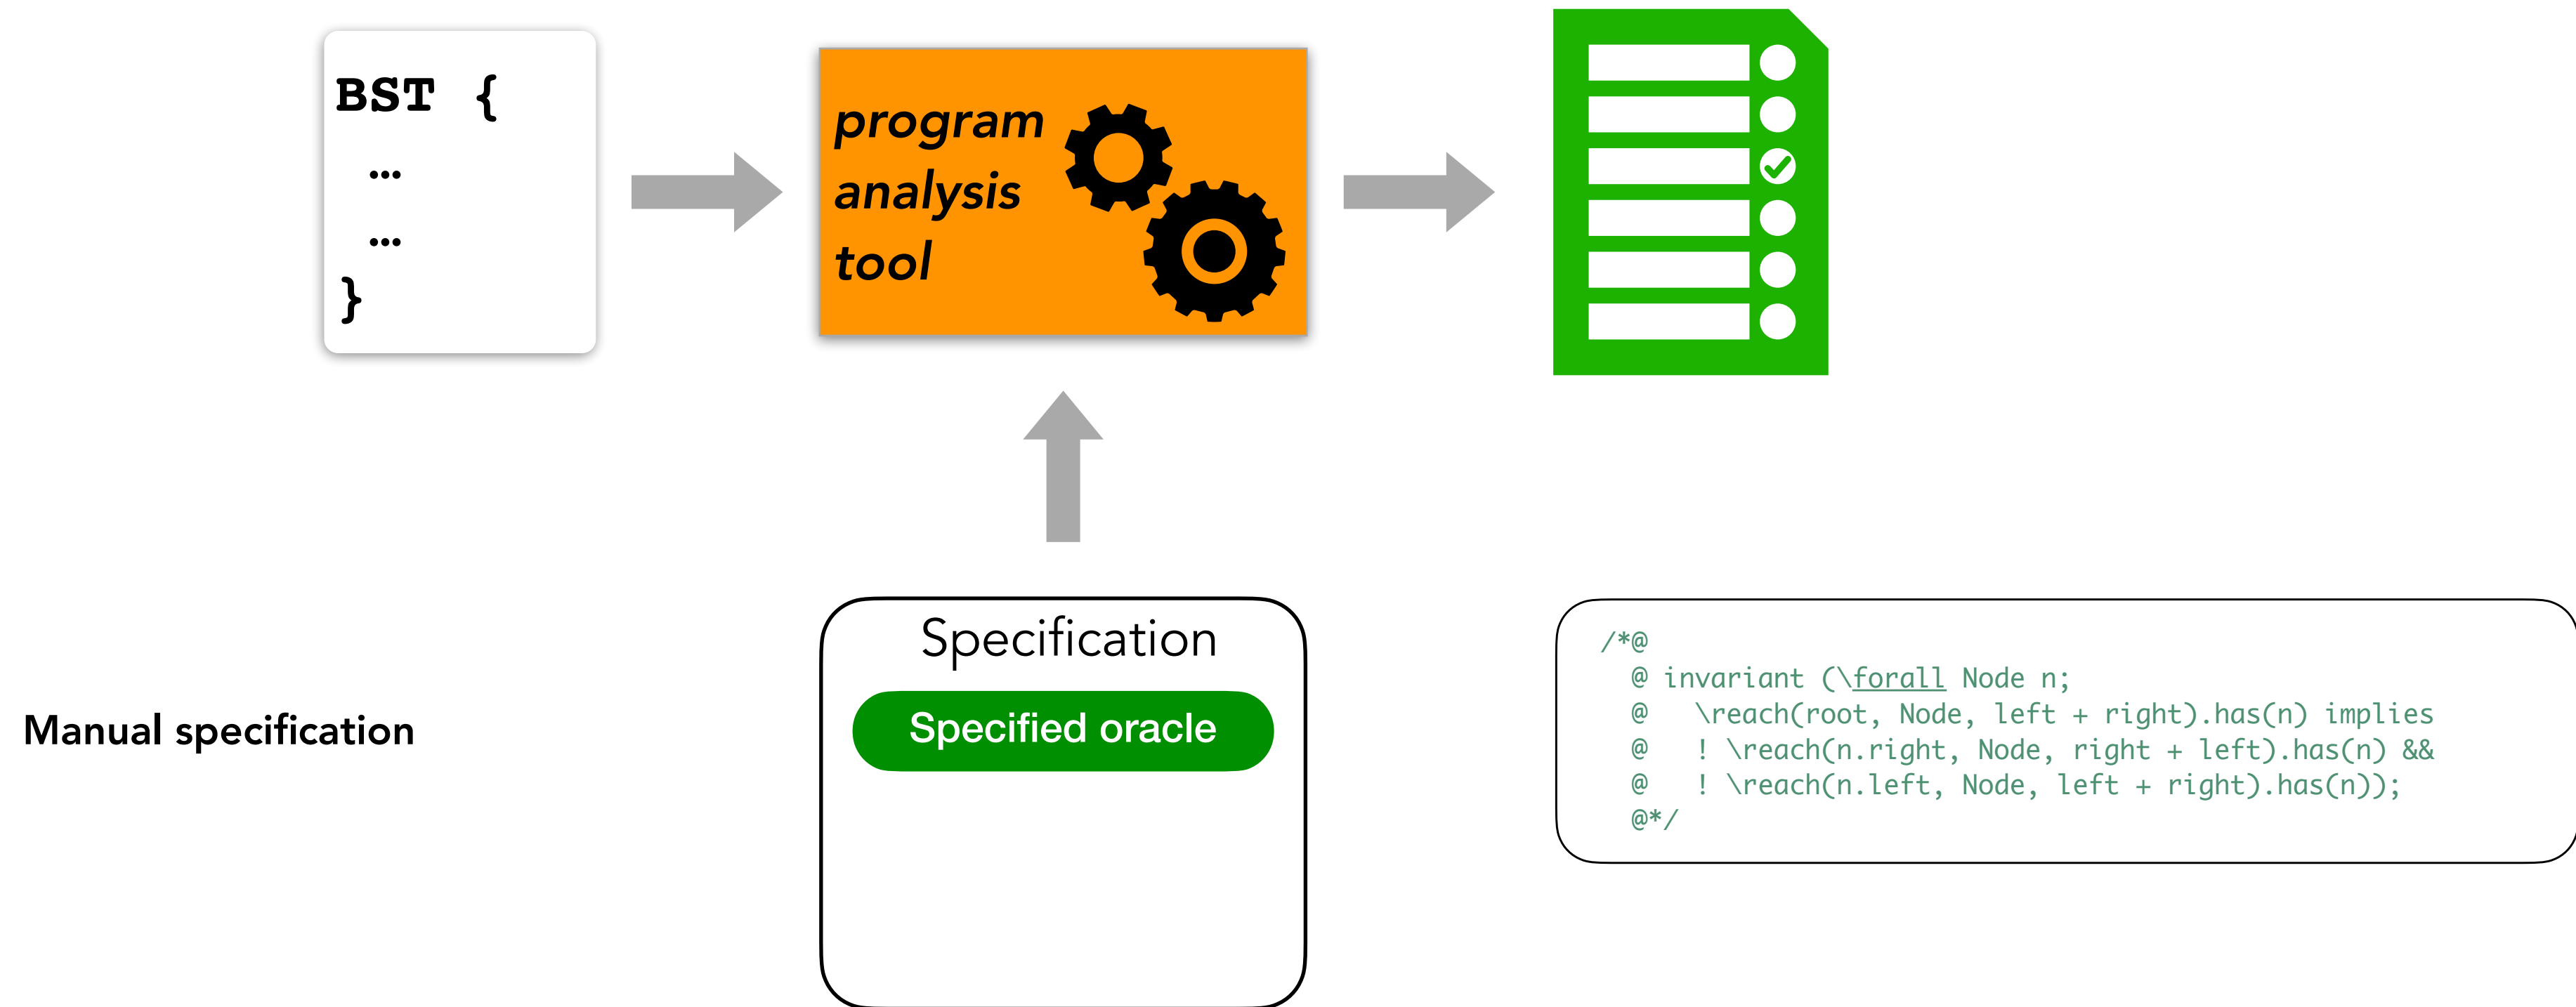 BST {
...
...
}
program
analysis
tool
Manual specification
Specification
Specified oracle
/*@
@ invariant (\forall Node n;
@ \reach(root, Node, left + right).has(n) implies
@ ! \reach(n.right, Node, right + left).has(n) &&
@ ! \reach(n.left, Node, left + right).has(n));
@*/